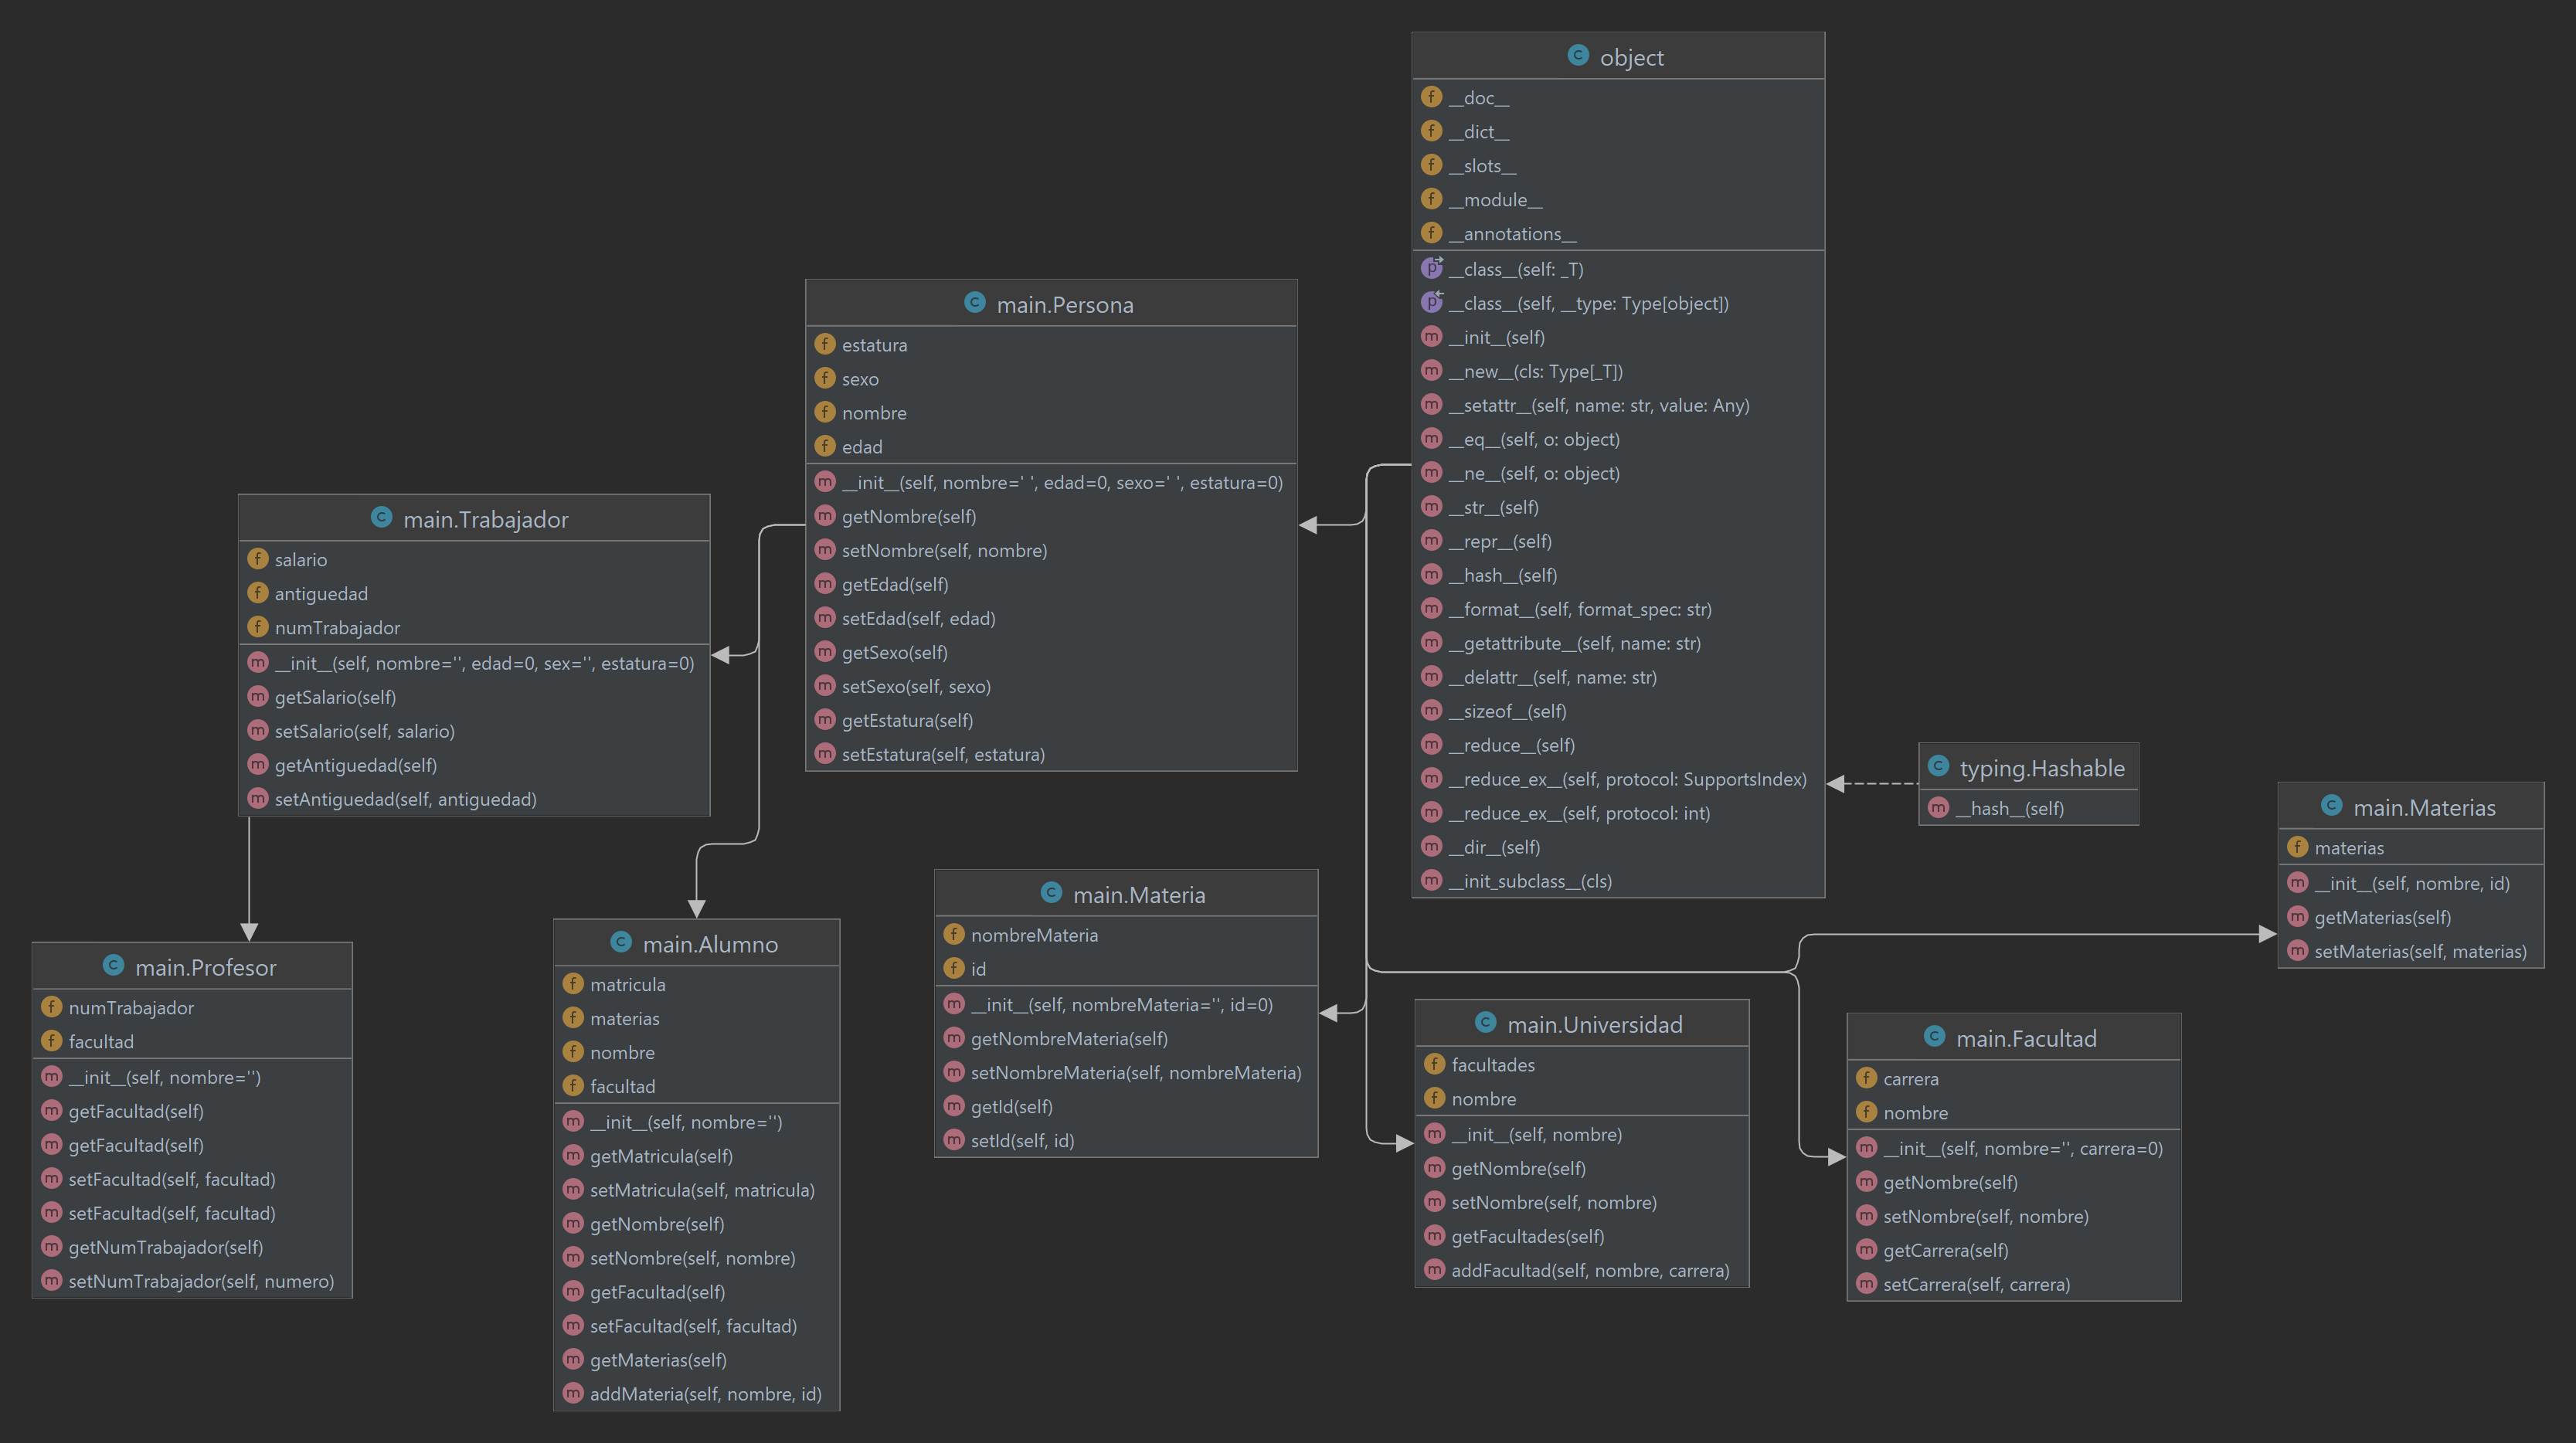 object
__doc__
__dict__
__slots__
__module__
__annotations__
__class__(self: _T)
__class__(self, __type: Type[object])
__init__(self)
__new__(cls: Type[_T])
__setattr__(self, name: str, value: Any)
__eq__(self, o: object)
__ne__(self, o: object)
__str__(self)
__repr__(self)
__hash__(self)
__format__(self, format_spec: str)
__getattribute__(self, name: str)
__delattr__(self, name: str)
__sizeof__(self)
__reduce__(self)
__reduce_ex__(self, protocol: SupportsIndex)
__reduce_ex__(self, protocol: int)
__dir__(self)
__init_subclass__(cls)
main.Persona
estatura
sexo
nombre
edad
__init__(self, nombre=' ', edad=0, sexo=' ', estatura=0)
getNombre(self)
setNombre(self, nombre)
getEdad(self)
setEdad(self, edad)
getSexo(self)
setSexo(self, sexo)
getEstatura(self)
setEstatura(self, estatura)
main.Trabajador
salario
antiguedad
numTrabajador
__init__(self, nombre='', edad=0, sex='', estatura=0)
getSalario(self)
setSalario(self, salario)
getAntiguedad(self)
setAntiguedad(self, antiguedad)
typing.Hashable
__hash__(self)
main.Materias
materias
__init__(self, nombre, id)
getMaterias(self)
setMaterias(self, materias)
main.Profesor
numTrabajador
facultad
__init__(self, nombre='')
getFacultad(self)
getFacultad(self)
setFacultad(self, facultad)
setFacultad(self, facultad)
getNumTrabajador(self)
setNumTrabajador(self, numero)
main.Alumno
matricula
materias
nombre
facultad
__init__(self, nombre='')
getMatricula(self)
setMatricula(self, matricula)
getNombre(self)
setNombre(self, nombre)
getFacultad(self)
setFacultad(self, facultad)
getMaterias(self)
addMateria(self, nombre, id)
main.Materia
nombreMateria
id
__init__(self, nombreMateria='', id=0)
getNombreMateria(self)
setNombreMateria(self, nombreMateria)
getId(self)
setId(self, id)
main.Universidad
facultades
nombre
__init__(self, nombre)
getNombre(self)
setNombre(self, nombre)
getFacultades(self)
addFacultad(self, nombre, carrera)
main.Facultad
carrera
nombre
__init__(self, nombre='', carrera=0)
getNombre(self)
setNombre(self, nombre)
getCarrera(self)
setCarrera(self, carrera)